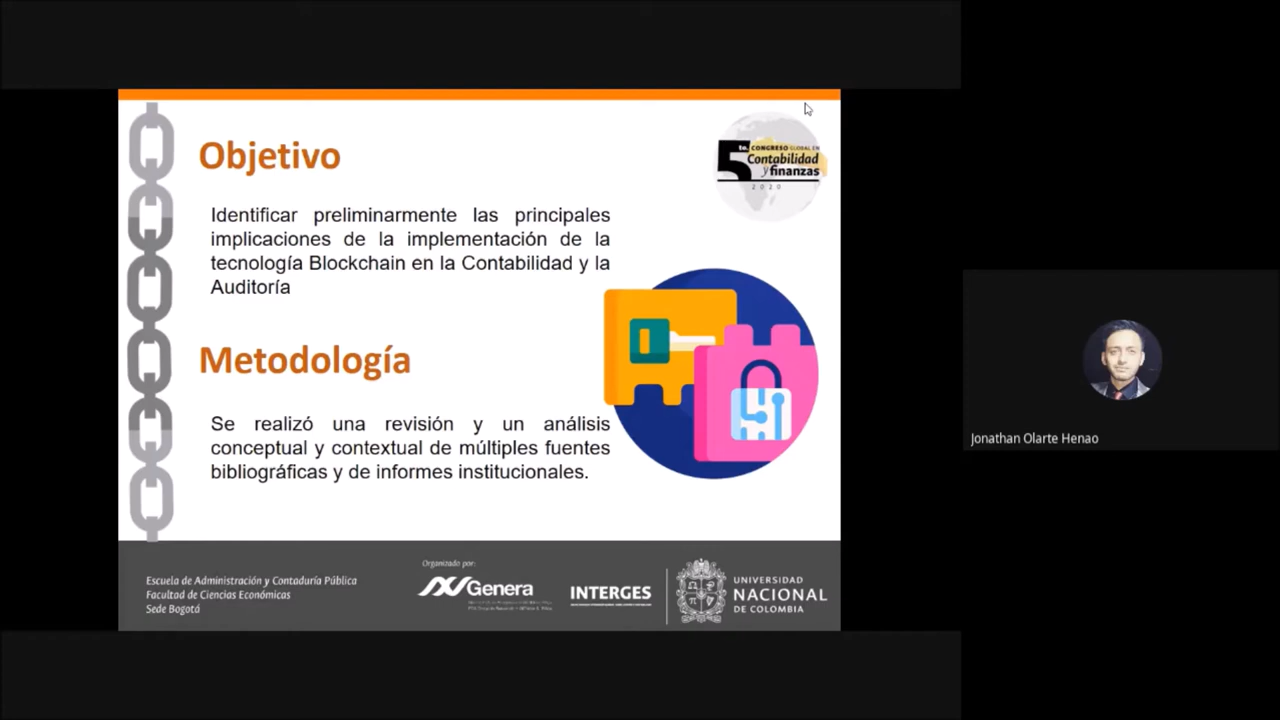 Objetivo
5to. CONGRESO GLOBAL EN
Contabilidad
y finanzas
2020
Identificar preliminarmente las principales
implicaciones de la implementación de la
tecnología Blockchain en la Contabilidad y la
Auditoría
Metodología
Se realizó una revisión y un análisis
conceptual y contextual de múltiples fuentes
bibliográficas y de informes institucionales.
Jonathan Olarte Henao
Escuela de Administración y Contaduría Pública
Facultad de Ciencias Económicas
Sede Bogotá
Organizado por:
Genera
INTERGES
UNIVERSIDAD
NACIONAL
DE COLOMBIA